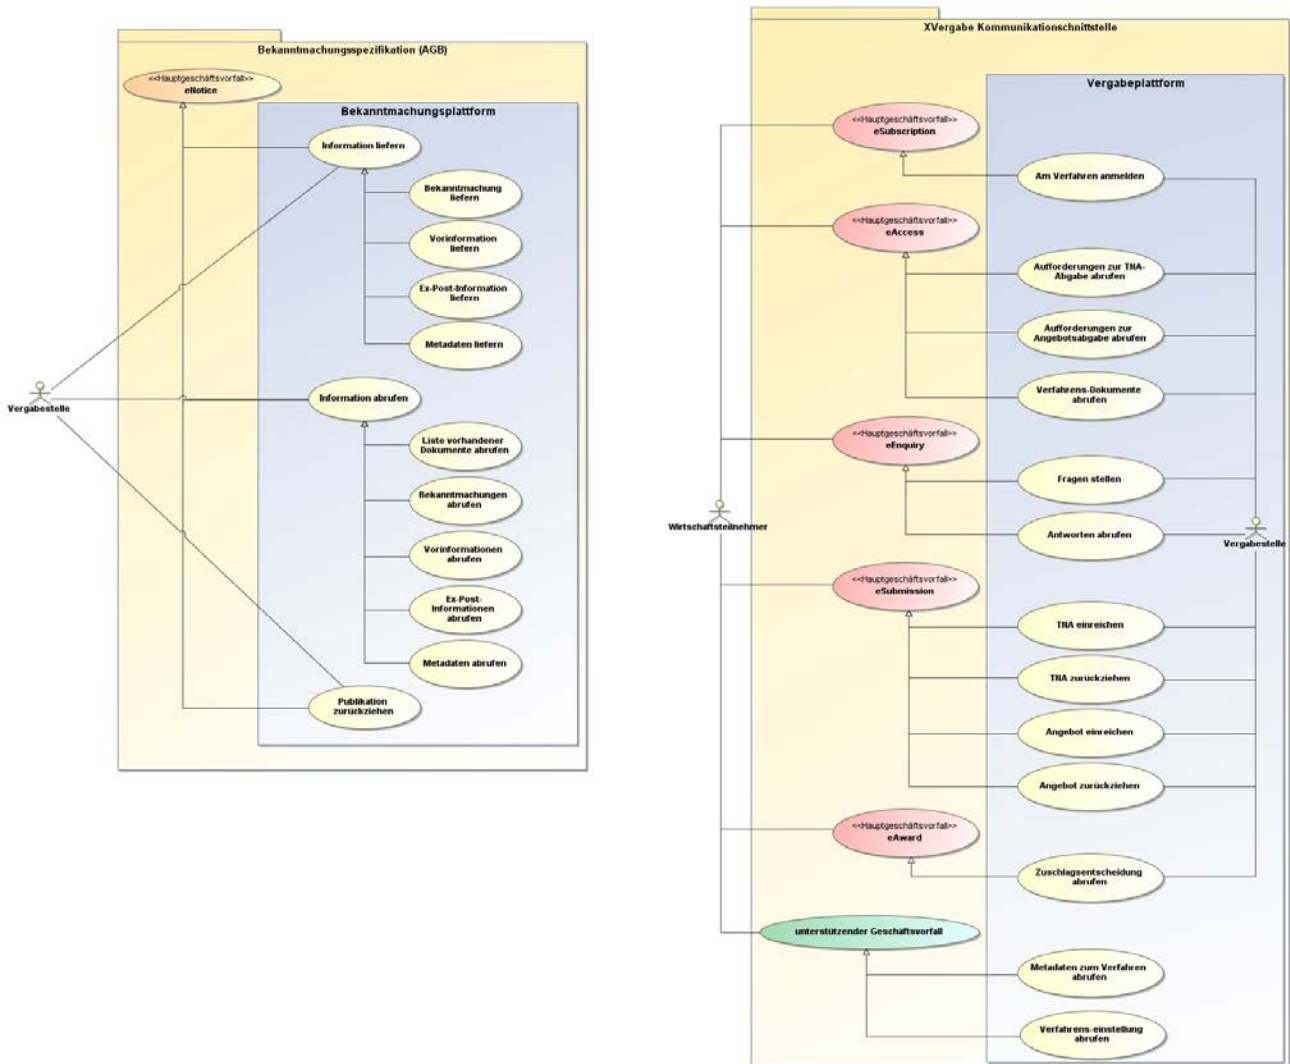 Bekanntmachungsspezifikation (AGB)
<<Hauptgeschäftsvorfall>>
eNotice
Bekanntmachungsplattform
Information liefern
Bekanntmachung
liefern
Vorinformation
liefern
Ex-Post-Information
liefern
Metadaten liefern
Vergabestelle
Information abrufen
Liste vorhandener
Dokumente abrufen
Bekanntmachungen
abrufen
Vorinformationen
abrufen
Ex-Post-
Informationen
abrufen
Metadaten abrufen
Publikation
zurückziehen
XVergabe Kommunikationschnittstelle
Vergabeplattform
<<Hauptgeschäftsvorfall>>
eSubscription
Am Verfahren anmelden
<<Hauptgeschäftsvorfall>>
eAccess
Aufforderungen zur TNA-
Abgabe abrufen
Aufforderungen zur
Angebotsabgabe abrufen
Verfahrens-Dokumente
abrufen
<<Hauptgeschäftsvorfall>>
eEnquiry
Fragen stellen
Wirtschaftsteilnehmer
Antworten abrufen
Vergabestelle
<<Hauptgeschäftsvorfall>>
eSubmission
TNA einreichen
TNA zurückziehen
Angebot einreichen
Angebot zurückziehen
<<Hauptgeschäftsvorfall>>
eAward
Zuschlagsentscheidung
abrufen
unterstützender Geschäftsvorfall
Metadaten zum Verfahren
abrufen
Verfahrens-einstellung
abrufen